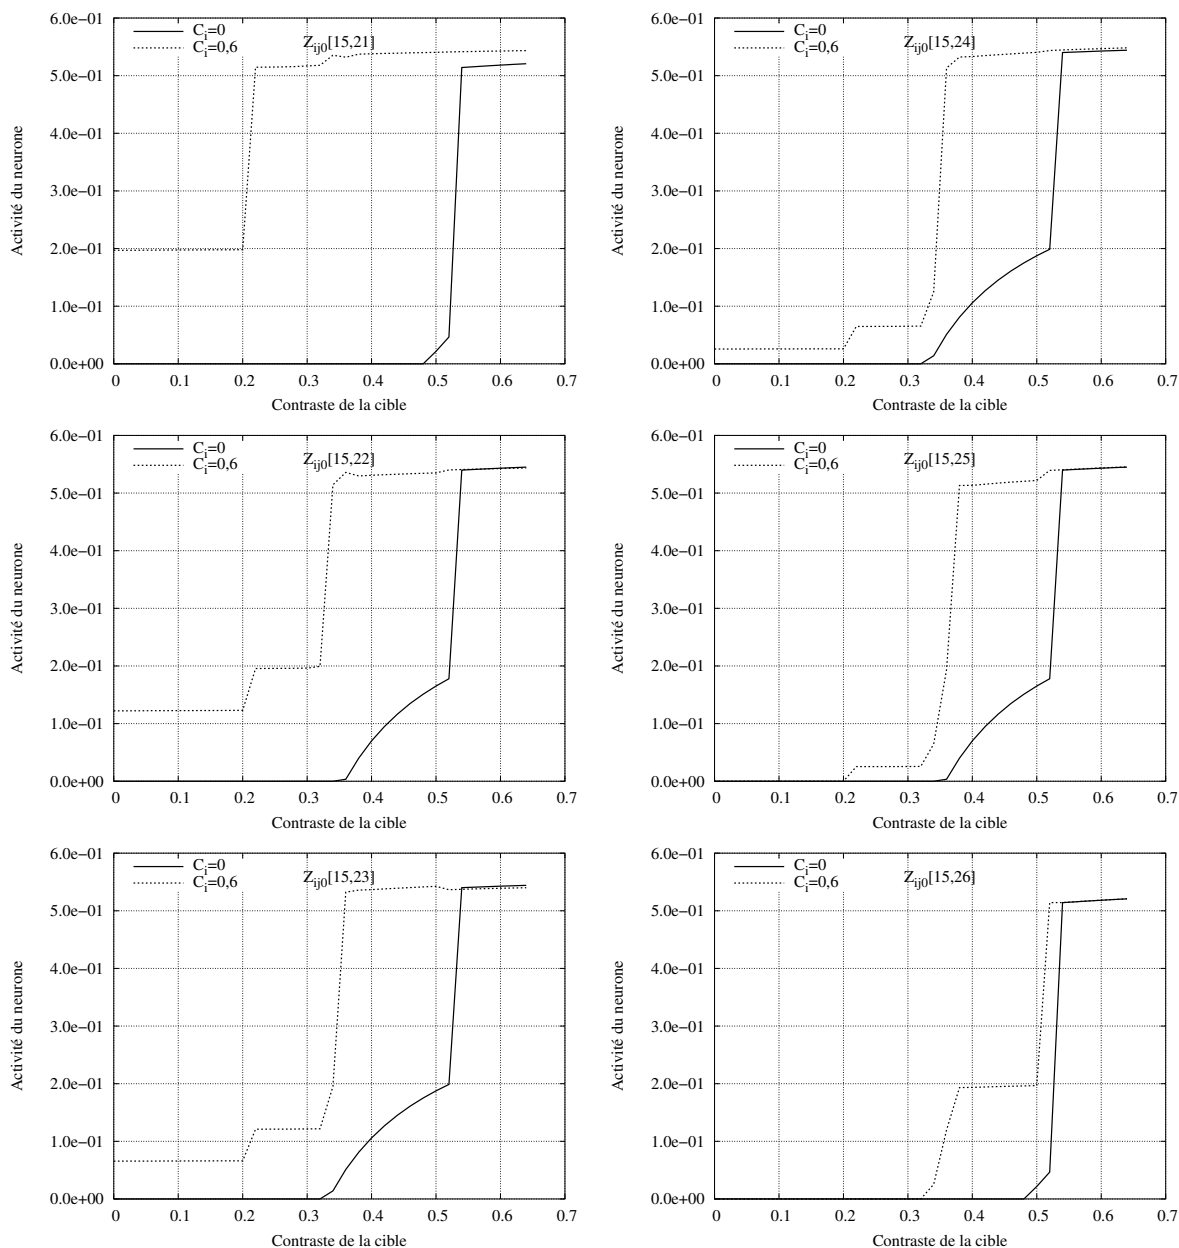 6.0e−01
5.0e−01
4.0e−01
3.0e−01
2.0e−01
1.0e−01
0.0e+00
Activité du neurone
C_i=0
C_i=0,6
Z_ij0[15,21]
0 0.1 0.2 0.3 0.4 0.5 0.6 0.7
Contraste de la cible
6.0e−01
5.0e−01
4.0e−01
3.0e−01
2.0e−01
1.0e−01
0.0e+00
Activité du neurone
C_i=0
C_i=0,6
Z_ij0[15,24]
0 0.1 0.2 0.3 0.4 0.5 0.6 0.7
Contraste de la cible
6.0e−01
5.0e−01
4.0e−01
3.0e−01
2.0e−01
1.0e−01
0.0e+00
Activité du neurone
C_i=0
C_i=0,6
Z_ij0[15,22]
0 0.1 0.2 0.3 0.4 0.5 0.6 0.7
Contraste de la cible
6.0e−01
5.0e−01
4.0e−01
3.0e−01
2.0e−01
1.0e−01
0.0e+00
Activité du neurone
C_i=0
C_i=0,6
Z_ij0[15,25]
0 0.1 0.2 0.3 0.4 0.5 0.6 0.7
Contraste de la cible
6.0e−01
5.0e−01
4.0e−01
3.0e−01
2.0e−01
1.0e−01
0.0e+00
Activité du neurone
C_i=0
C_i=0,6
Z_ij0[15,23]
0 0.1 0.2 0.3 0.4 0.5 0.6 0.7
Contraste de la cible
6.0e−01
5.0e−01
4.0e−01
3.0e−01
2.0e−01
1.0e−01
0.0e+00
Activité du neurone
C_i=0
C_i=0,6
Z_ij0[15,26]
0 0.1 0.2 0.3 0.4 0.5 0.6 0.7
Contraste de la cible